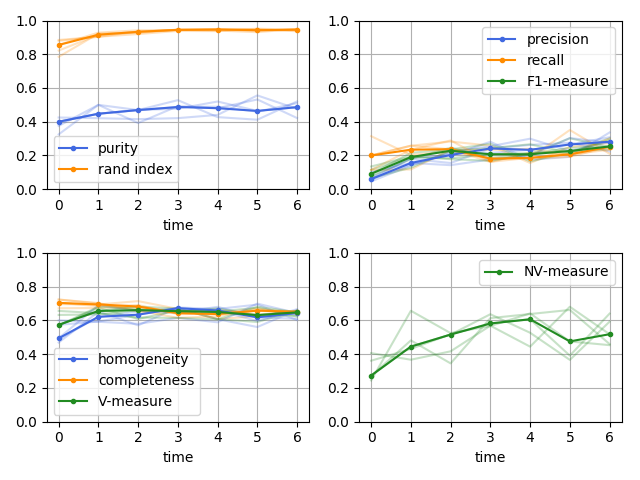 1.0
0.8
0.6
0.4
0.2
0.0
purity
rand index
0 1 2 3 4 5 6
time
1.0
0.8
0.6
0.4
0.2
0.0
precision
recall
F1-measure
0 1 2 3 4 5 6
time
1.0
0.8
0.6
0.4
0.2
0.0
homogeneity
completeness
V-measure
0 1 2 3 4 5 6
time
1.0
0.8
0.6
0.4
0.2
0.0
NV-measure
0 1 2 3 4 5 6
time